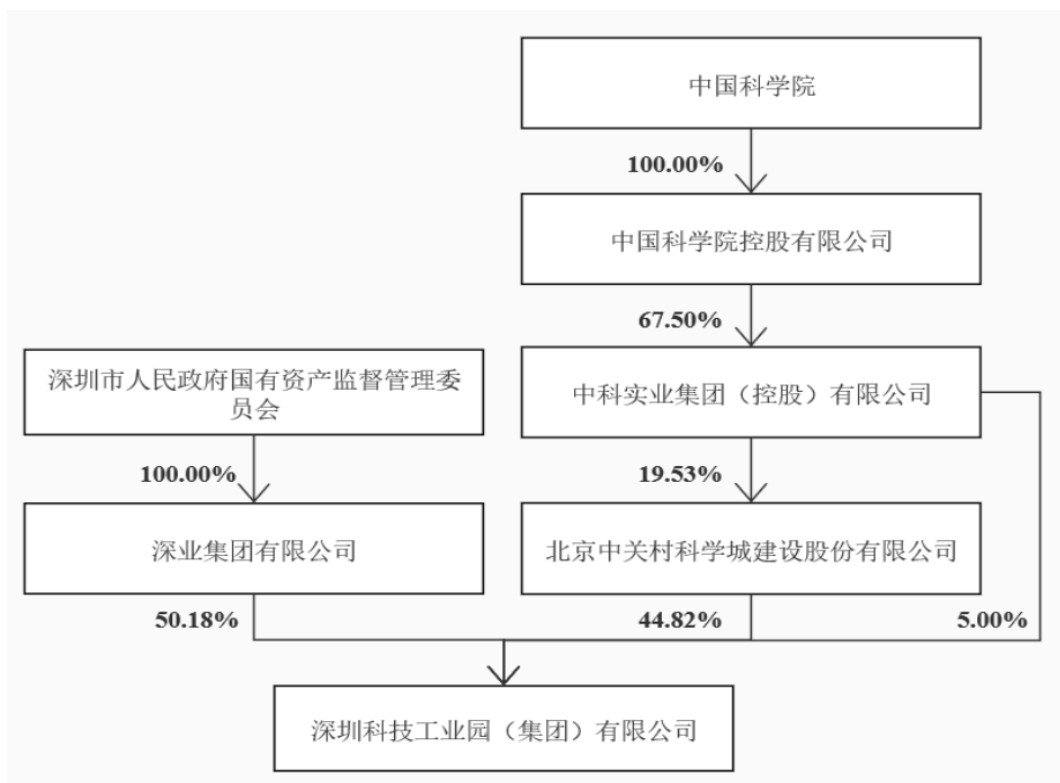 中国科学院
100.00%
中国科学院控股有限公司
67.50%
深圳市人民政府国有资产监督管理委
员会
中科实业集团（控股）有限公司
100.00%
19.53%
深业集团有限公司
北京中关村科学城建设股份有限公司
50.18%
44.82%
5.00%
深圳科技工业园（集团）有限公司